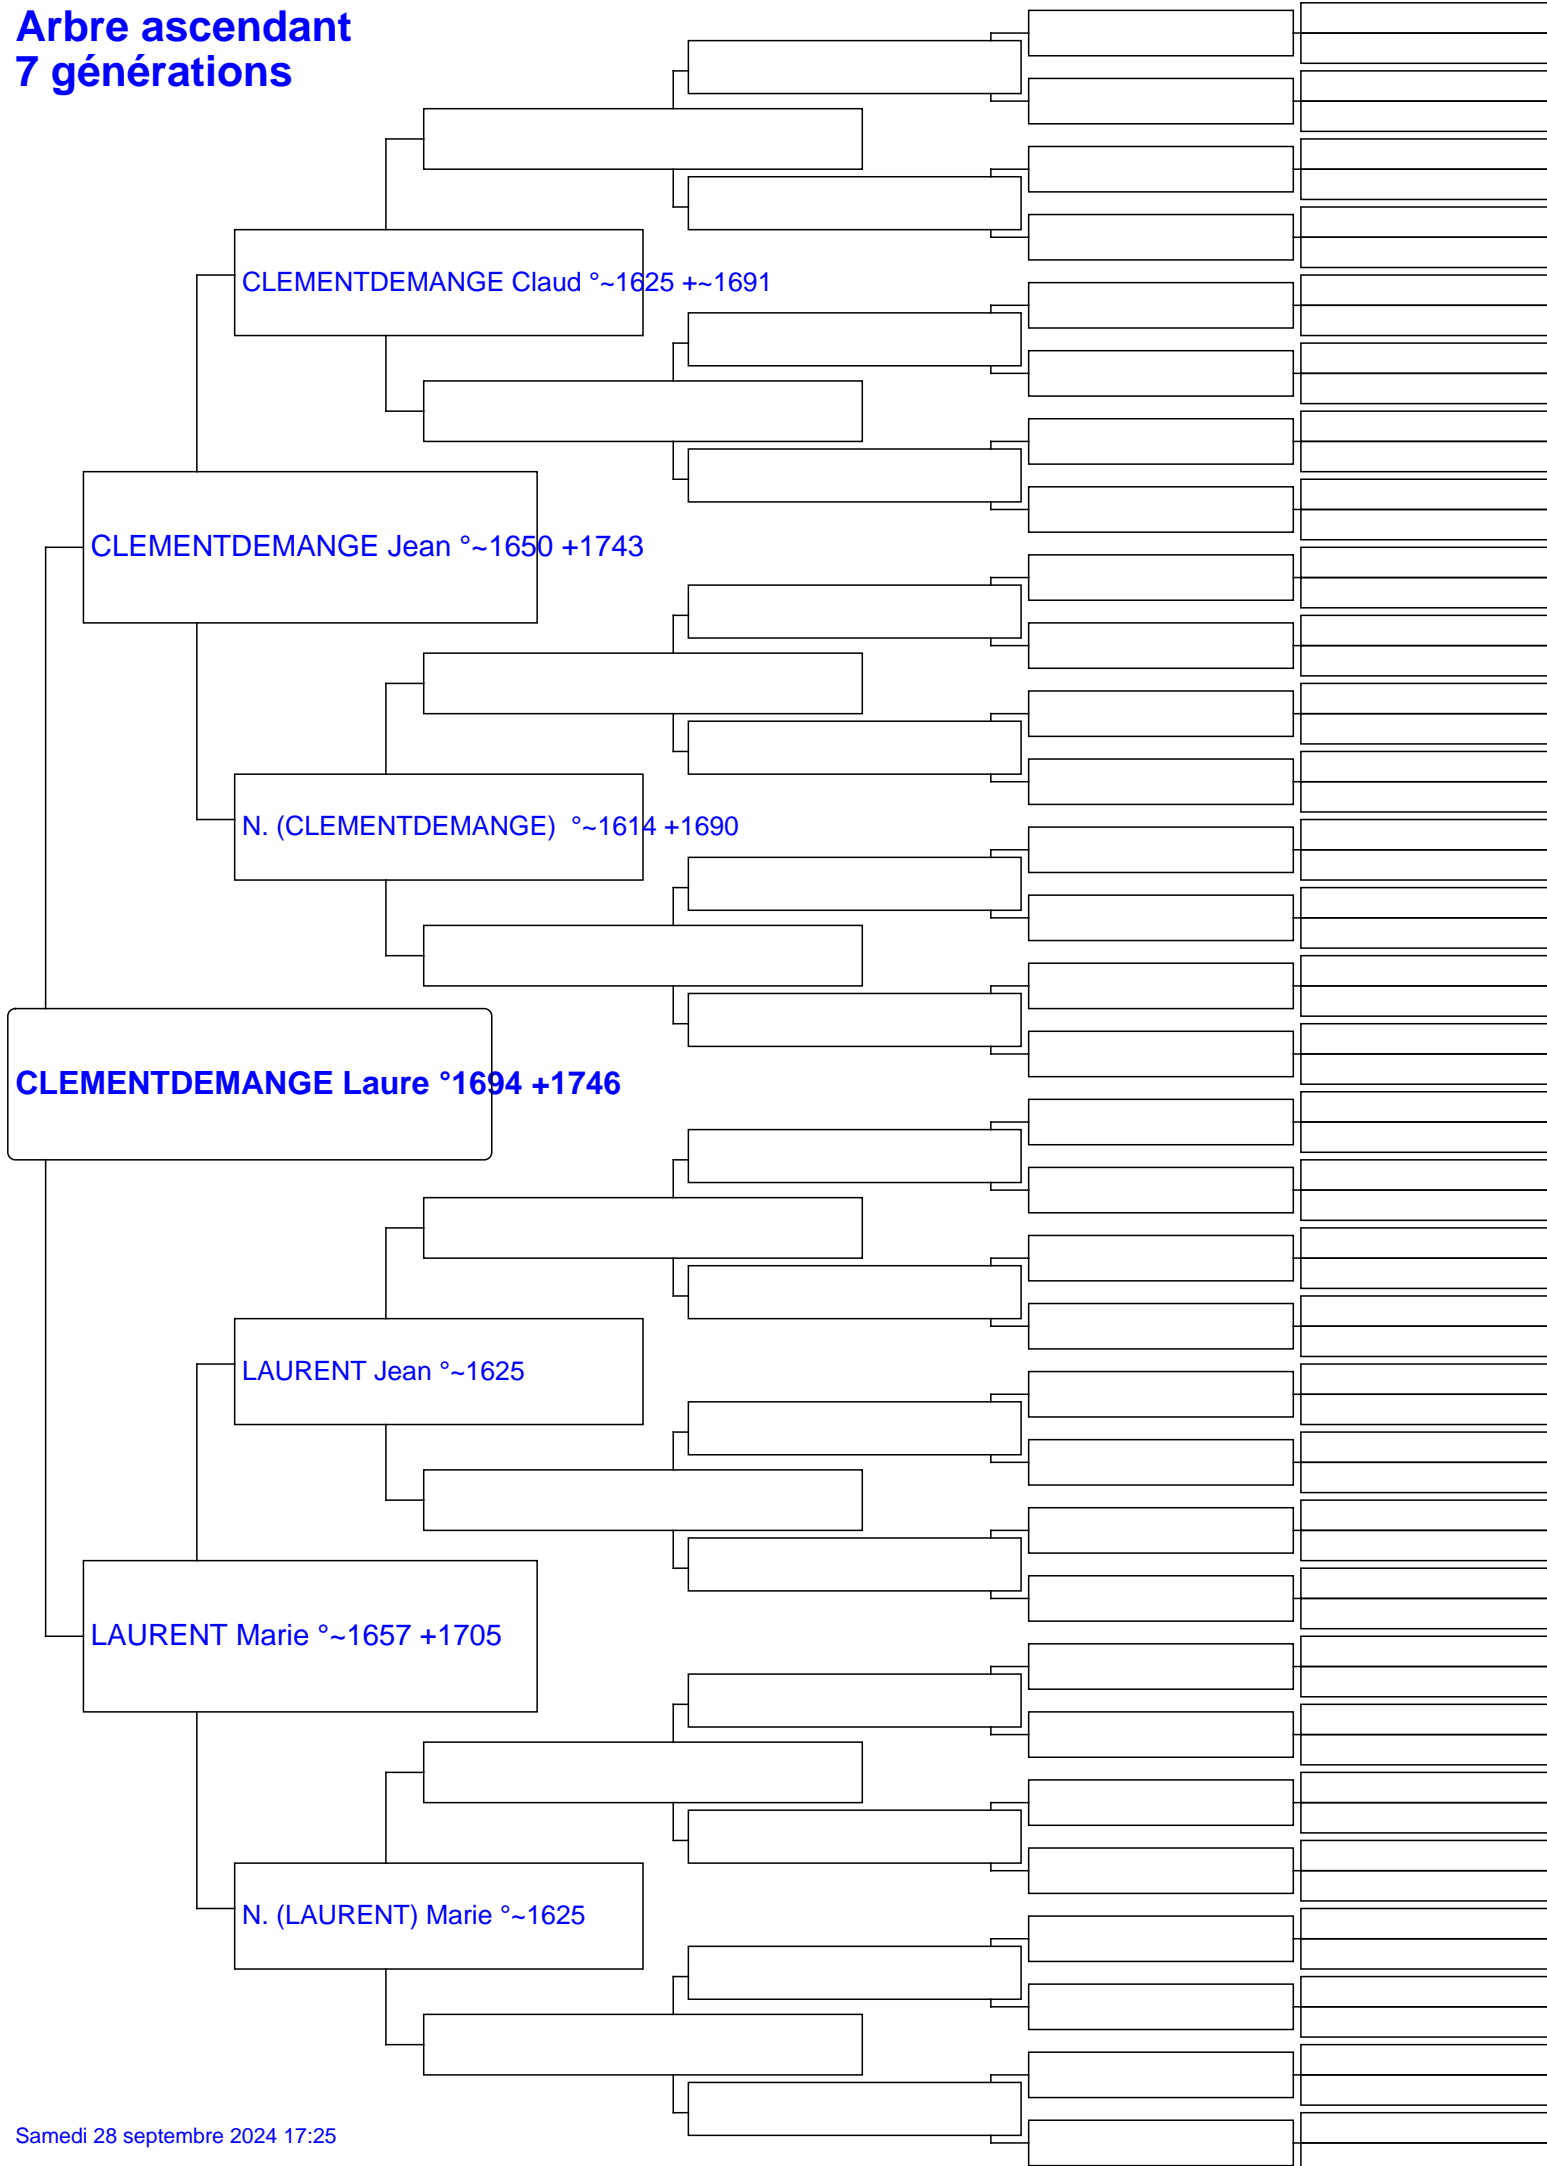 Arbre ascendant
7 générations
CLEMENTDEMANGE Claud °~1625 +~1691
CLEMENTDEMANGE Jean °~1650 +1743
N. (CLEMENTDEMANGE)  °~1614 +1690
CLEMENTDEMANGE Laure °1694 +1746
LAURENT Jean °~1625
LAURENT Marie °~1657 +1705
N. (LAURENT) Marie °~1625
Samedi 28 septembre 2024 17:25